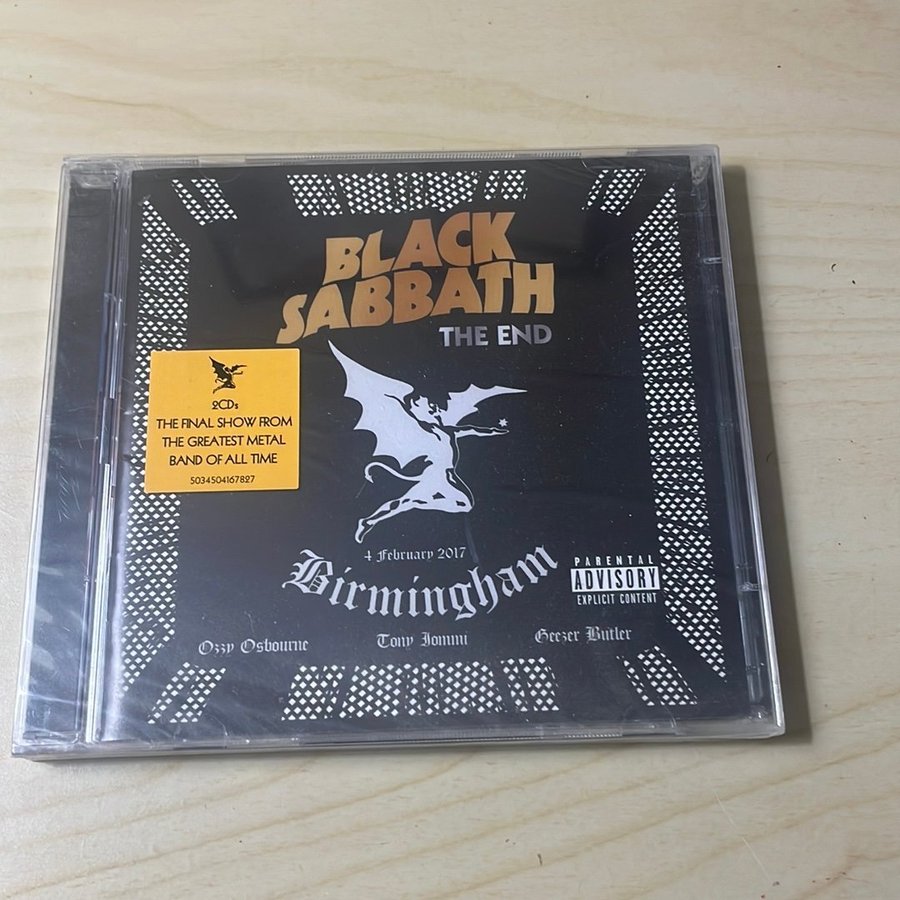 BLACK
SABBATH
THE END
2CDs
THE FINAL SHOW FROM
THE GREATEST METAL
BAND OF ALL TIME
5034504167827
4 February 2017
Birmingham
PARENTAL
ADVISORY
EXPLICIT CONTENT
Ozzy Osbourne
Tony Iommi
Geezer Butler